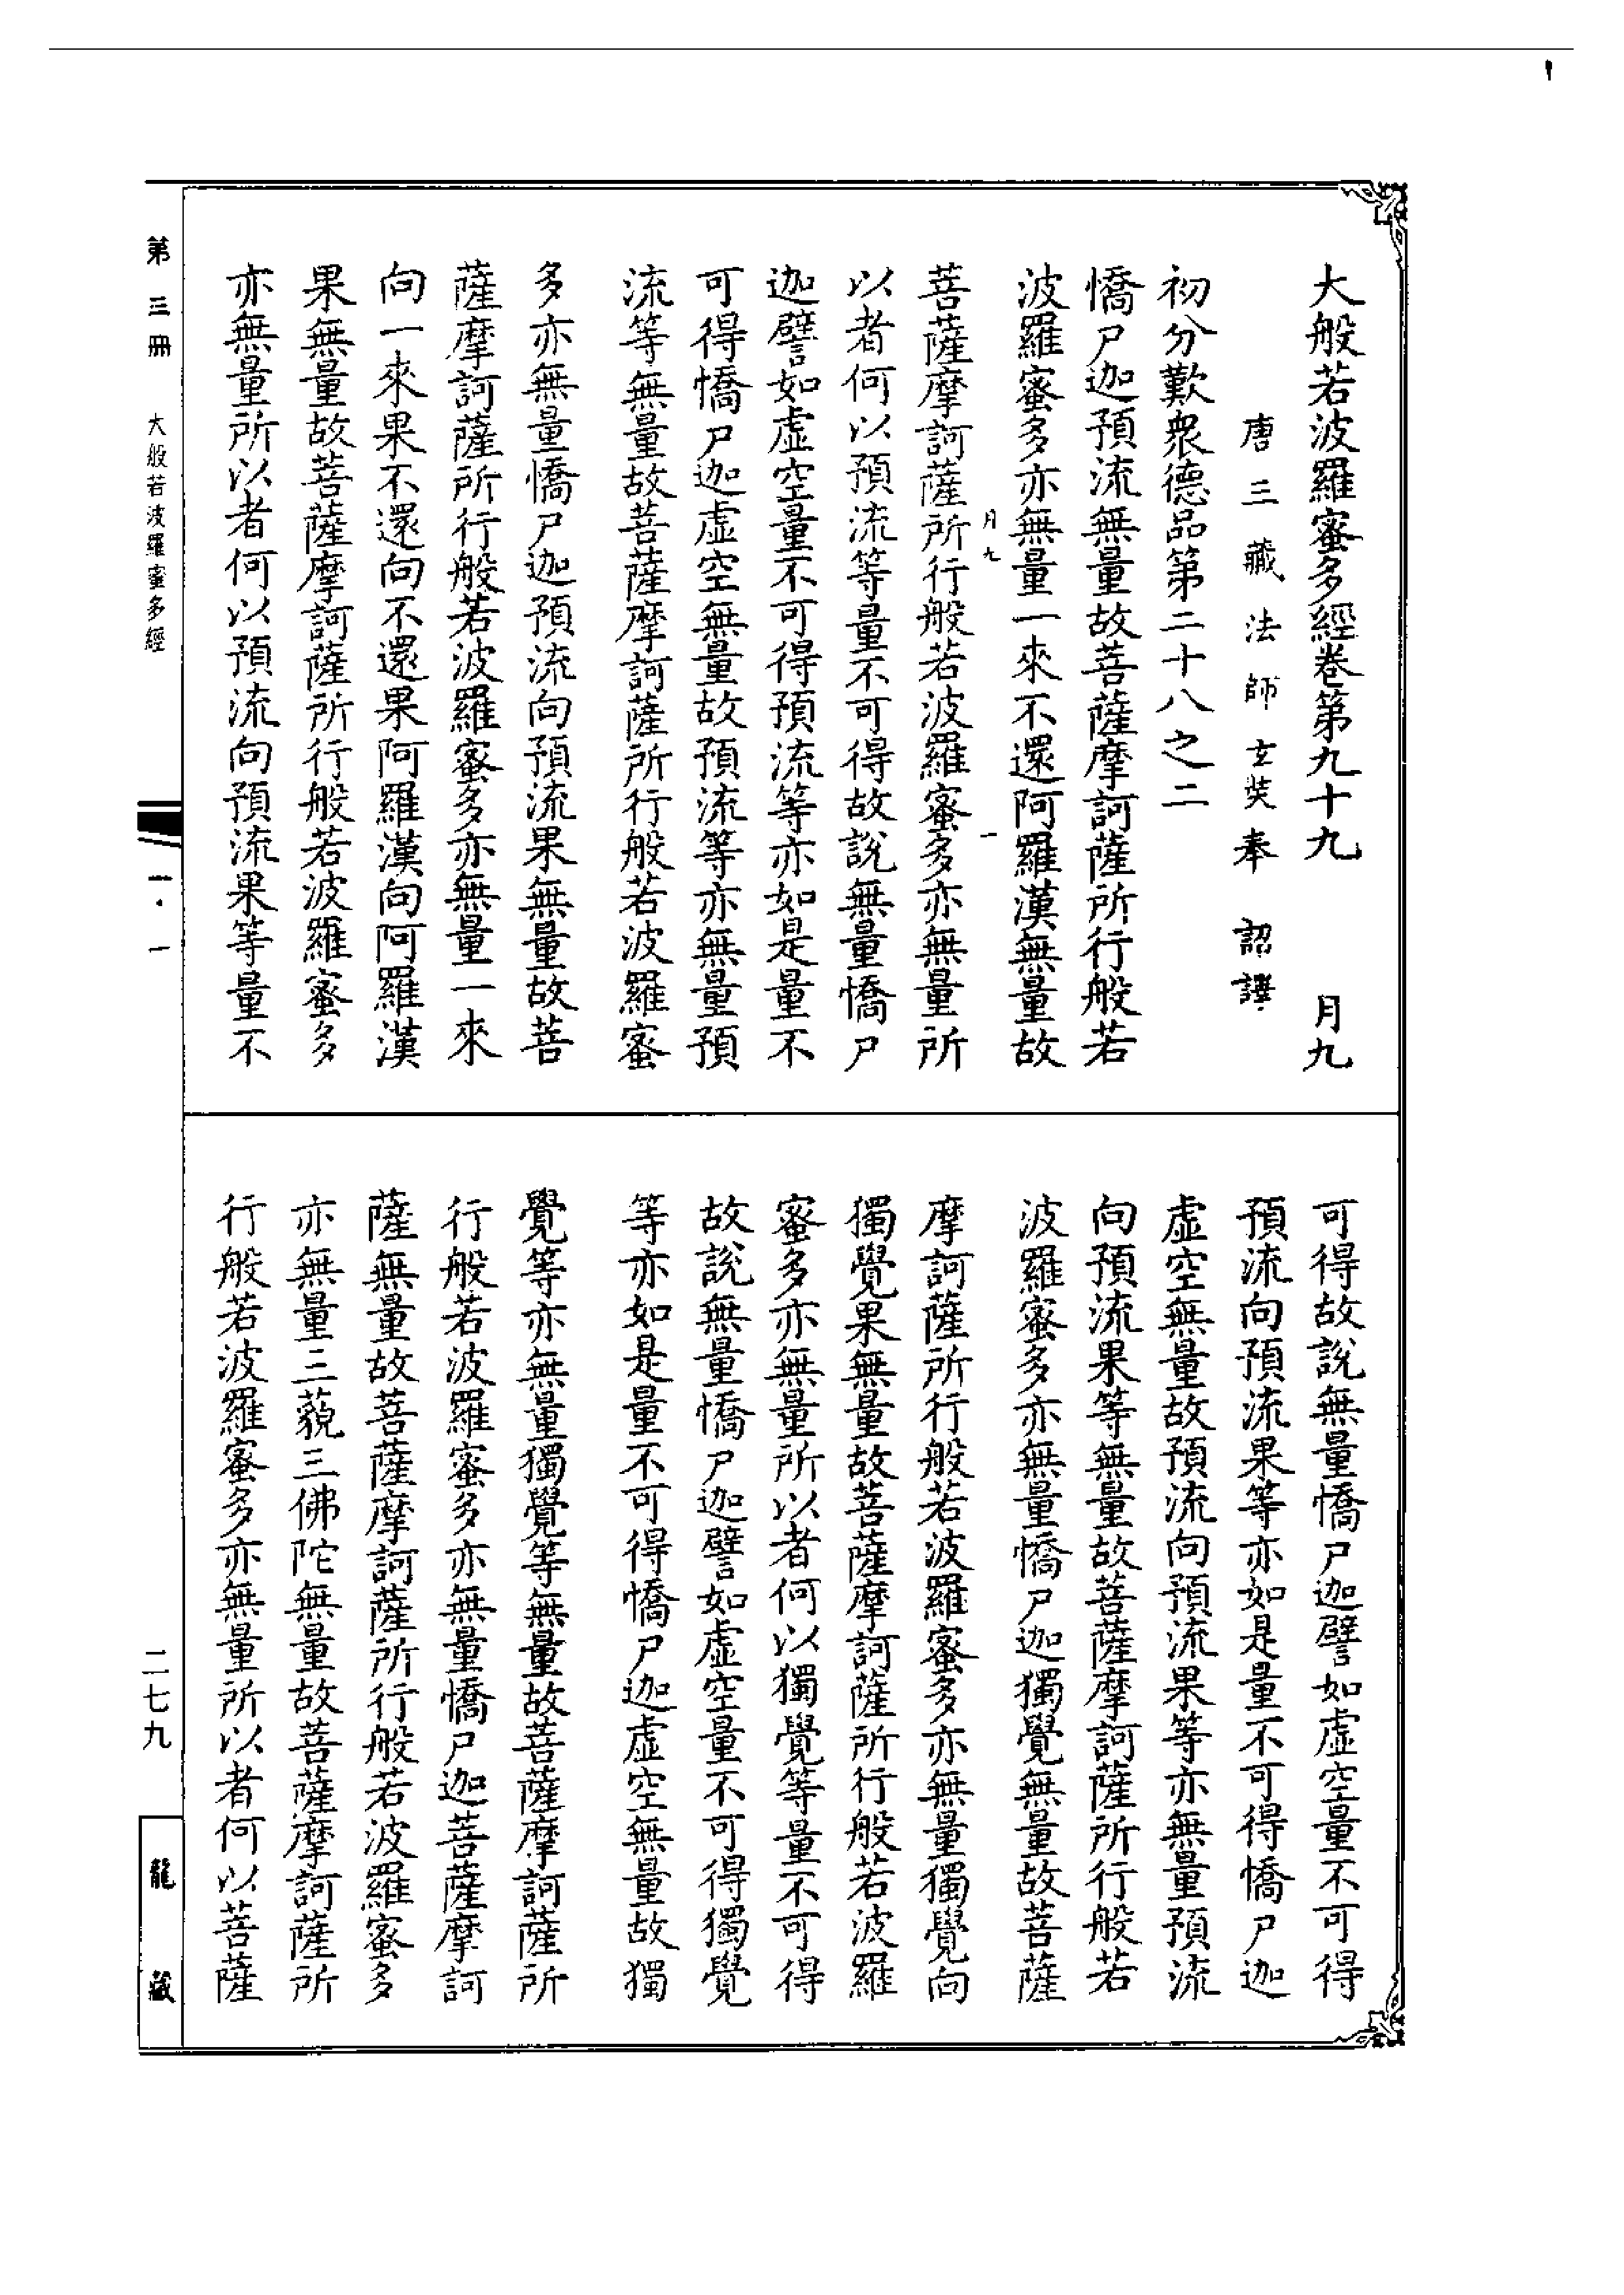 大般若波羅蜜多經卷第九十九　月九
唐三藏法師玄奘奉　詔譯
初分歎衆德品第二十八之二
憍尸迦預流無量故菩薩摩訶薩所行般若
波羅蜜多亦無量一來不還阿羅漢無量故
月九　一
菩薩摩訶薩所行般若波羅蜜多亦無量所
以者何以預流等量不可得故說無量憍尸
迦譬如虛空量不可得預流等亦如是量不
可得憍尸迦虛空無量故預流等亦無量預
流等無量故菩薩摩訶薩所行般若波羅蜜
多亦無量憍尸迦預流向預流果無量故菩
薩摩訶薩所行般若波羅蜜多亦無量一來
向一來果不還向不還果阿羅漢向阿羅漢
果無量故菩薩摩訶薩所行般若波羅蜜多
亦無量所以者何以預流向預流果等量不
可得故說無量憍尸迦譬如虛空量不可得
預流向預流果等亦如是量不可得憍尸迦
虛空無量故預流向預流果等亦無量預流
向預流果等無量故菩薩摩訶薩所行般若
波羅蜜多亦無量憍尸迦獨覺無量故菩薩
摩訶薩所行般若波羅蜜多亦無量獨覺向
獨覺果無量故菩薩摩訶薩所行般若波羅
蜜多亦無量所以者何以獨覺等量不可得
故說無量憍尸迦譬如虛空量不可得獨覺
等亦如是量不可得憍尸迦虛空無量故獨
覺等亦無量獨覺等無量故菩薩摩訶薩所
行般若波羅蜜多亦無量憍尸迦菩薩摩訶
薩無量故菩薩摩訶薩所行般若波羅蜜多
亦無量三藐三佛陀無量故菩薩摩訶薩所
行般若波羅蜜多亦無量所以者何以菩薩
第三冊　大般若波羅蜜多經
一·一
二七九
龍藏